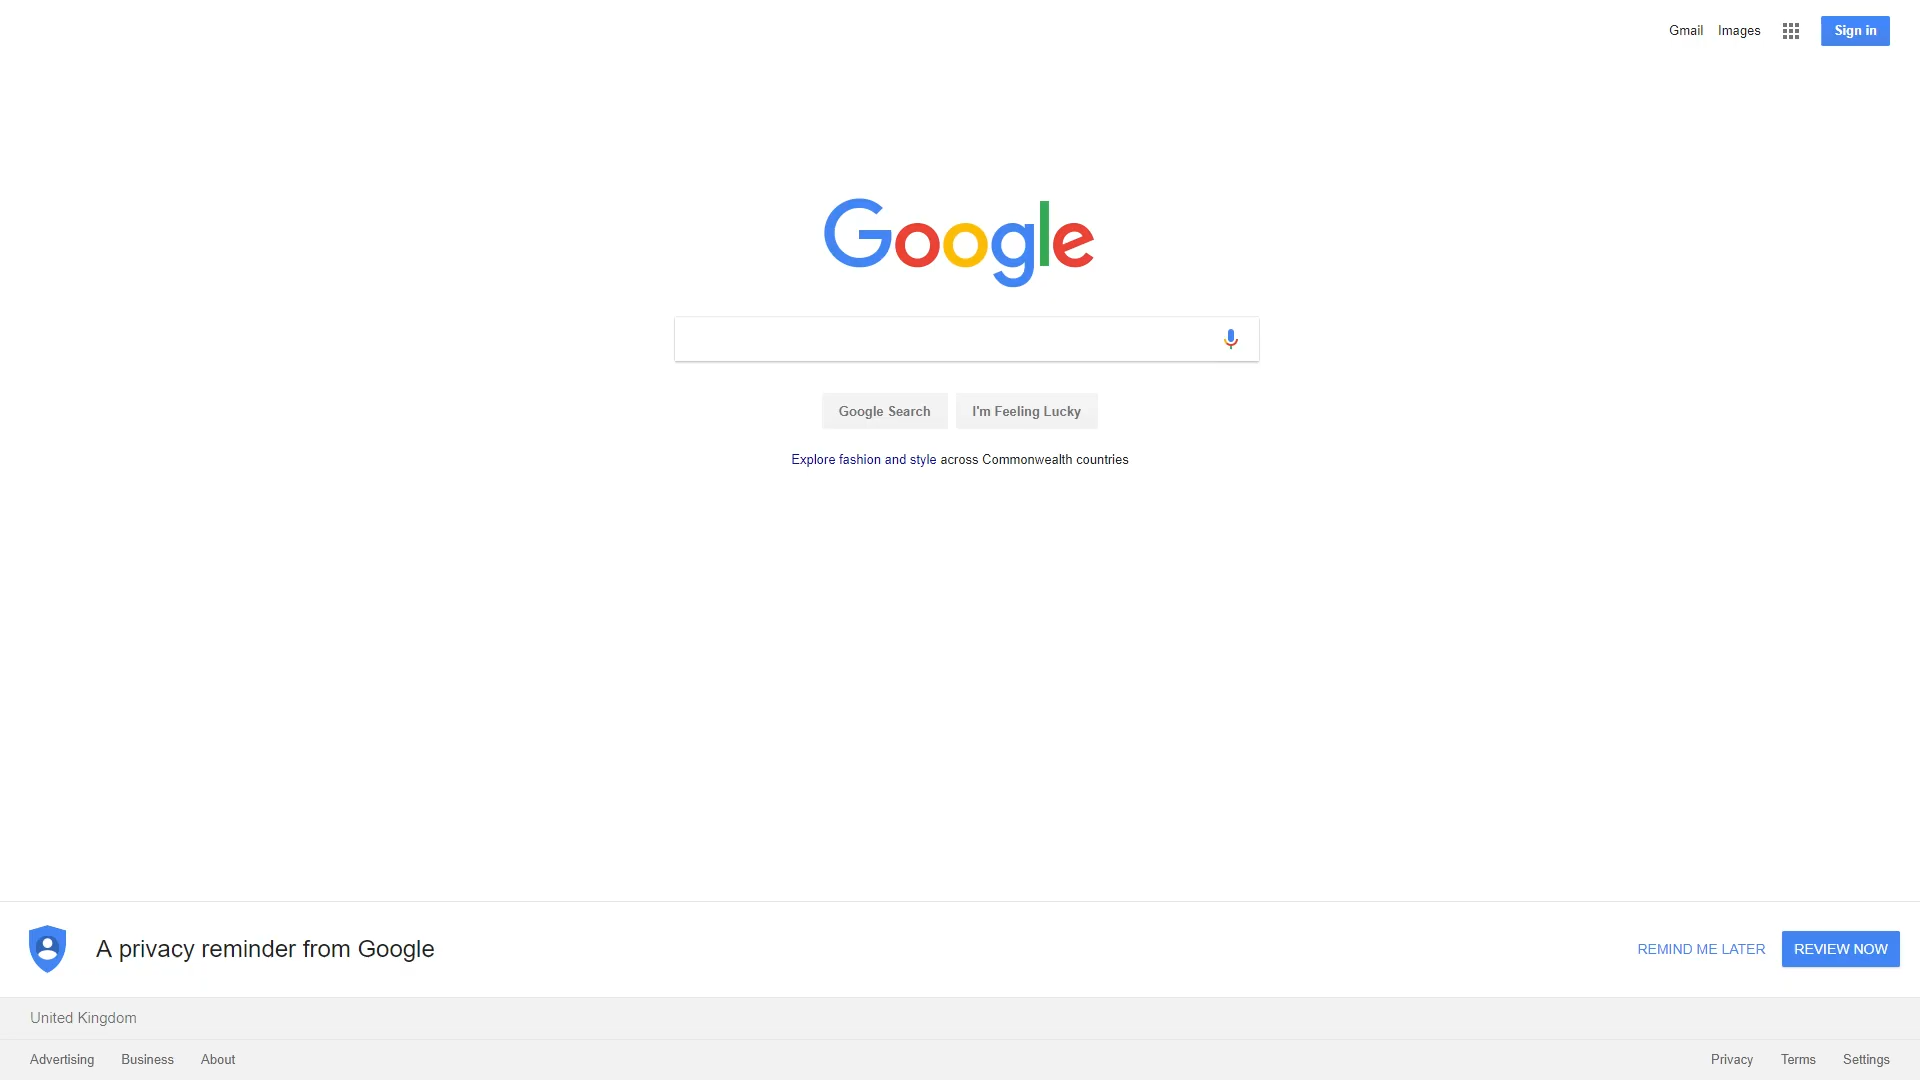 Gmail Images Sign in
Google
Google Search I'm Feeling Lucky
Explore fashion and style across Commonwealth countries
A privacy reminder from Google REMIND ME LATER REVIEW NOW
United Kingdom
Advertising Business About Privacy Terms Settings